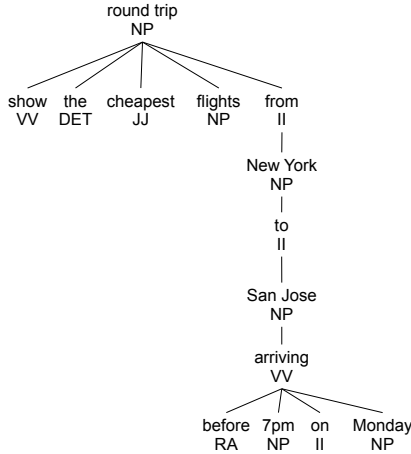 round trip
NP
show the cheapest flights from
VV DET JJ NP II
New York
NP
to
II
San Jose
NP
arriving
VV
before 7pm on Monday
RA NP II NP